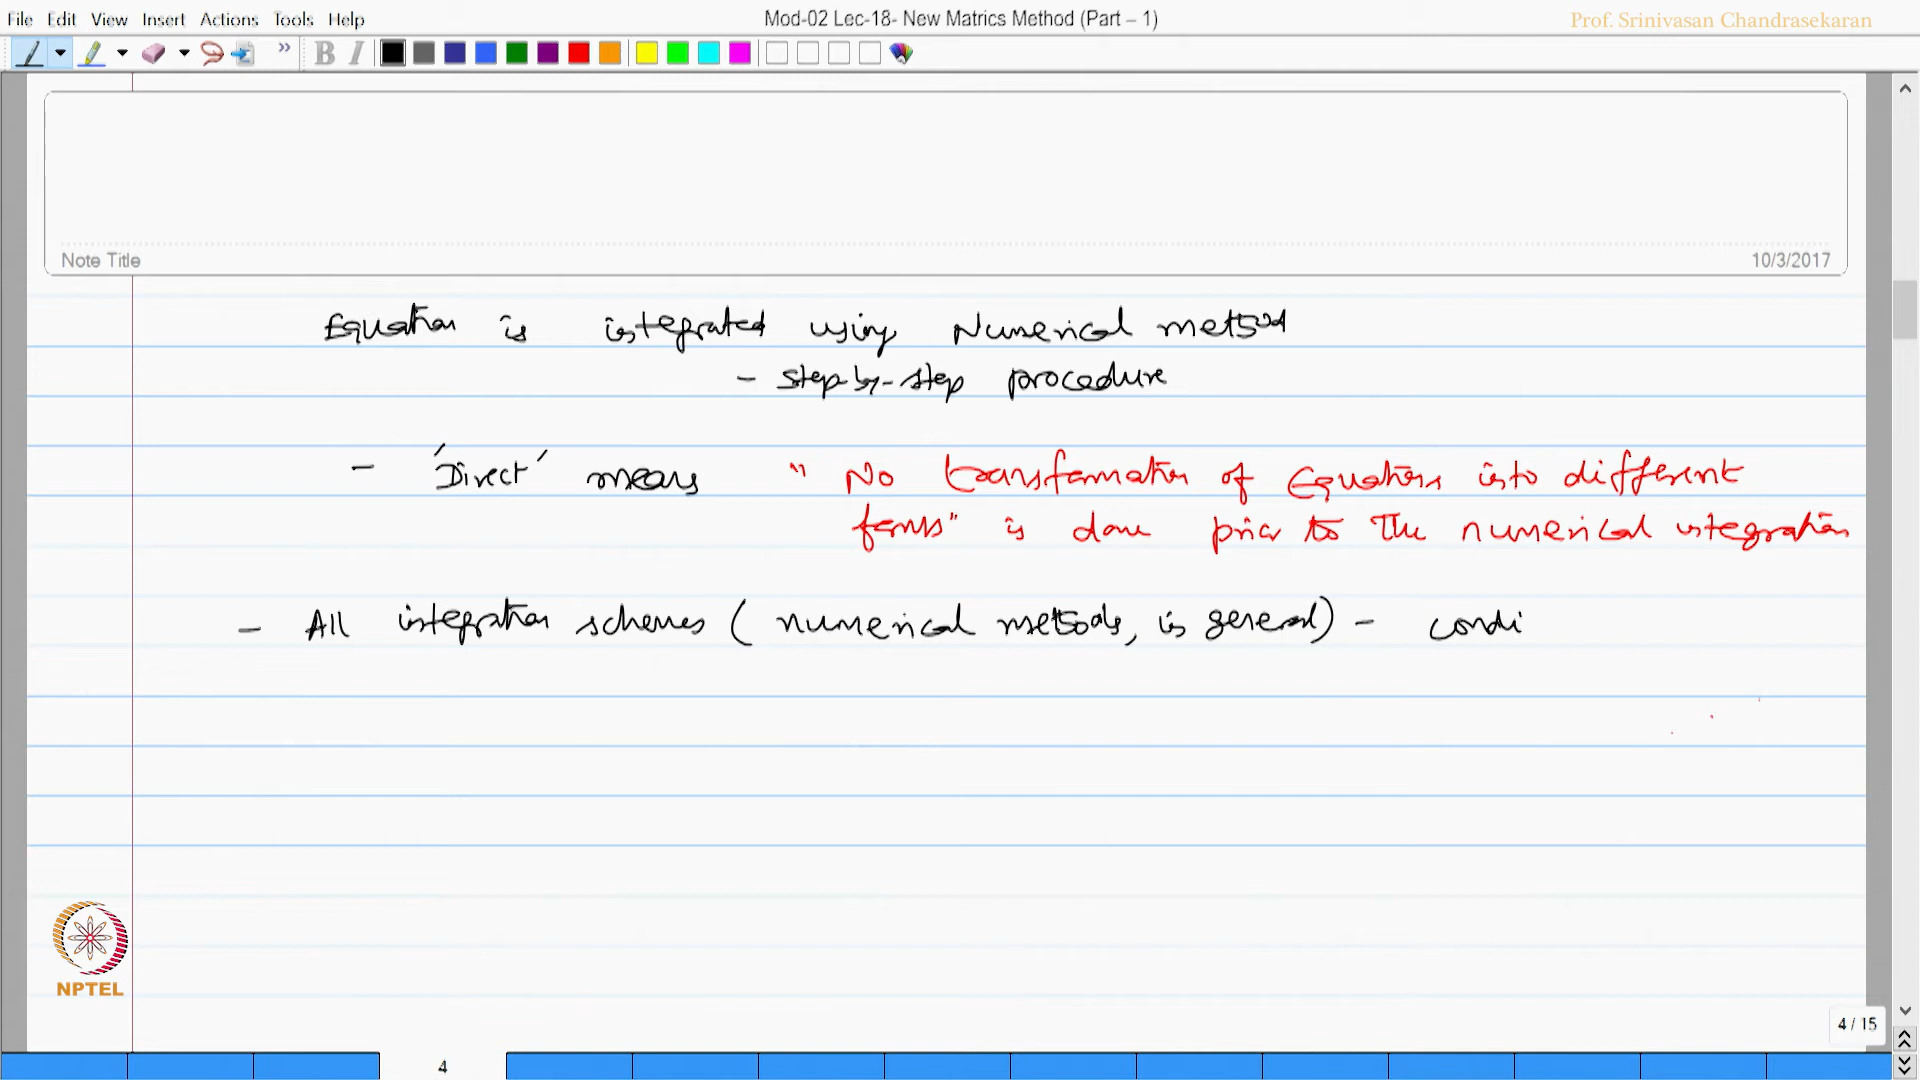 File Edit View Insert Actions Tools Help
Mod-02 Lec-18- New Matrics Method (Part – 1)
Prof. Srinivasan Chandrasekaran
B I
Note Title
10/3/2017
Equation is integrated using Numerical method
- step-by-step procedure
- 'Direct' means " No transformation of Equations into different
forms" is done prior to the numerical integration
- All integration schemes ( numerical methods, in general) - condi
NPTEL
4 / 15
4